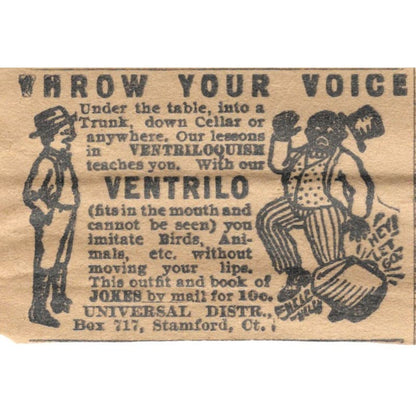 THROW YOUR VOICE
Under the table, into a
Trunk, down Cellar or
anywhere. Our lessons
in VENTRILOQUISM
teaches you. With our
VENTRILO
(fits in the mouth and
cannot be seen) you
imitate Birds, Ani-
mals, etc. without
moving your lips.
This outfit and book of
JOKES by mail for 10c.
UNIVERSAL DISTR.,
Box 717, Stamford, Ct.
HELP
HELP